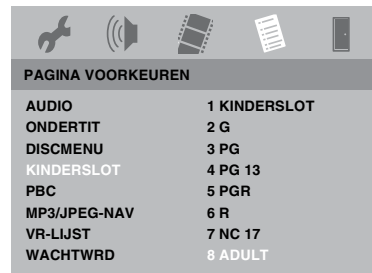 PAGINA VOORKEUREN
AUDIO 1 KINDERSLOT
ONDERTIT 2 G
DISCMENU 3 PG
KINDERSLOT 4 PG 13
PBC 5 PGR
MP3/JPEG-NAV 6 R
VR-LIJST 7 NC 17
WACHTWRD 8 ADULT